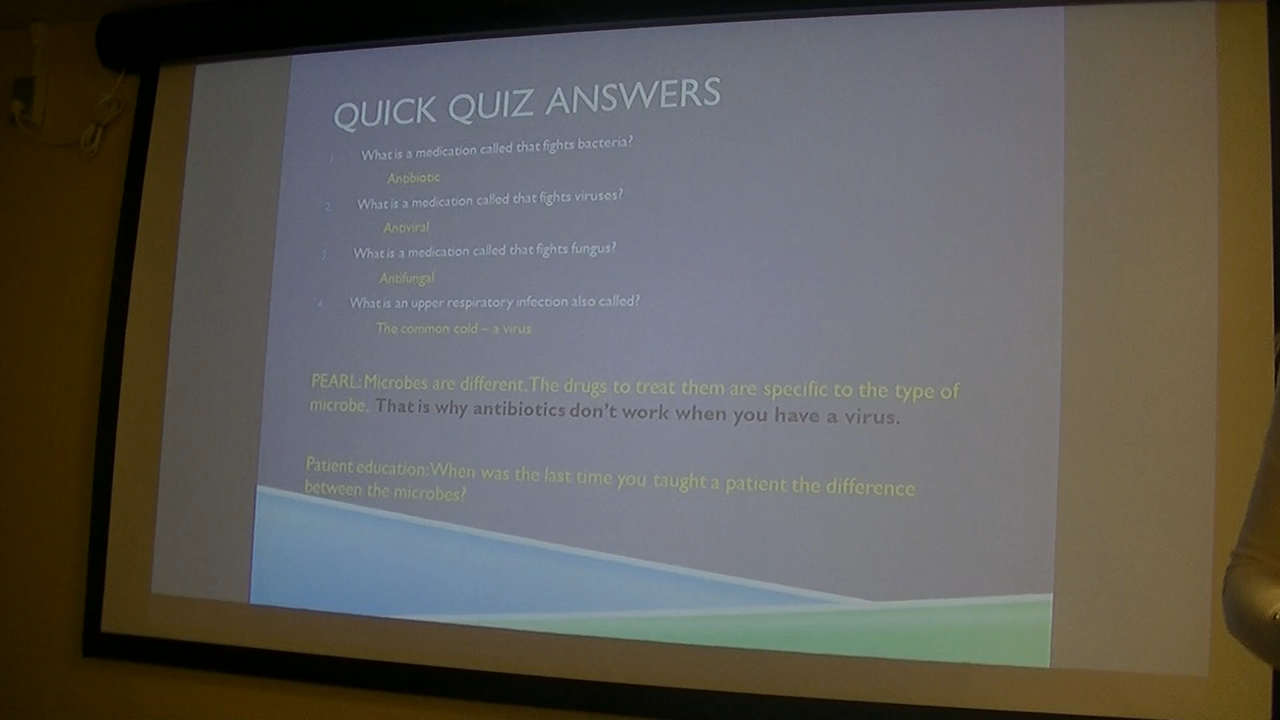 QUICK QUIZ ANSWERS
1. What is a medication called that fights bacteria?
Antibiotic
2. What is a medication called that fights viruses?
Antiviral
3. What is a medication called that fights fungus?
Antifungal
4. What is an upper respiratory infection also called?
The common cold – a virus
PEARL: Microbes are different. The drugs to treat them are specific to the type of
microbe. That is why antibiotics don't work when you have a virus.
Patient education: When was the last time you taught a patient the difference
between the microbes?